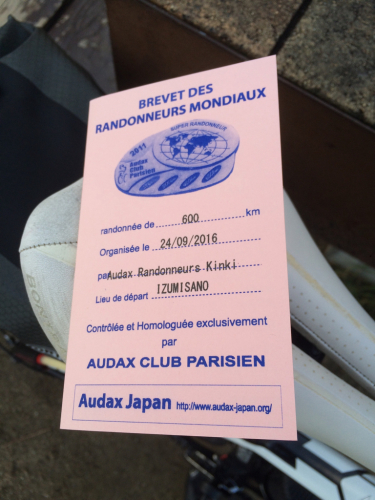 BREVET DES
RANDONNEURS MONDIAUX
SUPER RANDONNEUR
2011
Audax
Club
Parisien
randonnée de 600 km
Organisée le 24/09/2016
par Audax Randonneurs Kinki
Lieu de départ IZUMISANO
Contrôlée et Homologuée exclusivement
par
AUDAX CLUB PARISIEN
Audax Japan http://www.audax-japan.org/